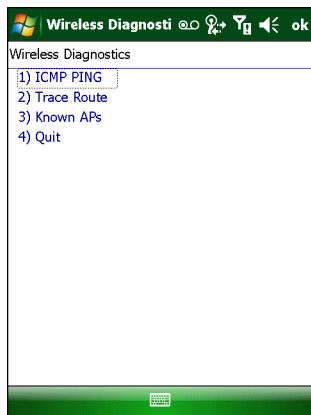 Wireless Diagnosti ok
Wireless Diagnostics
1) ICMP PING
2) Trace Route
3) Known APs
4) Quit